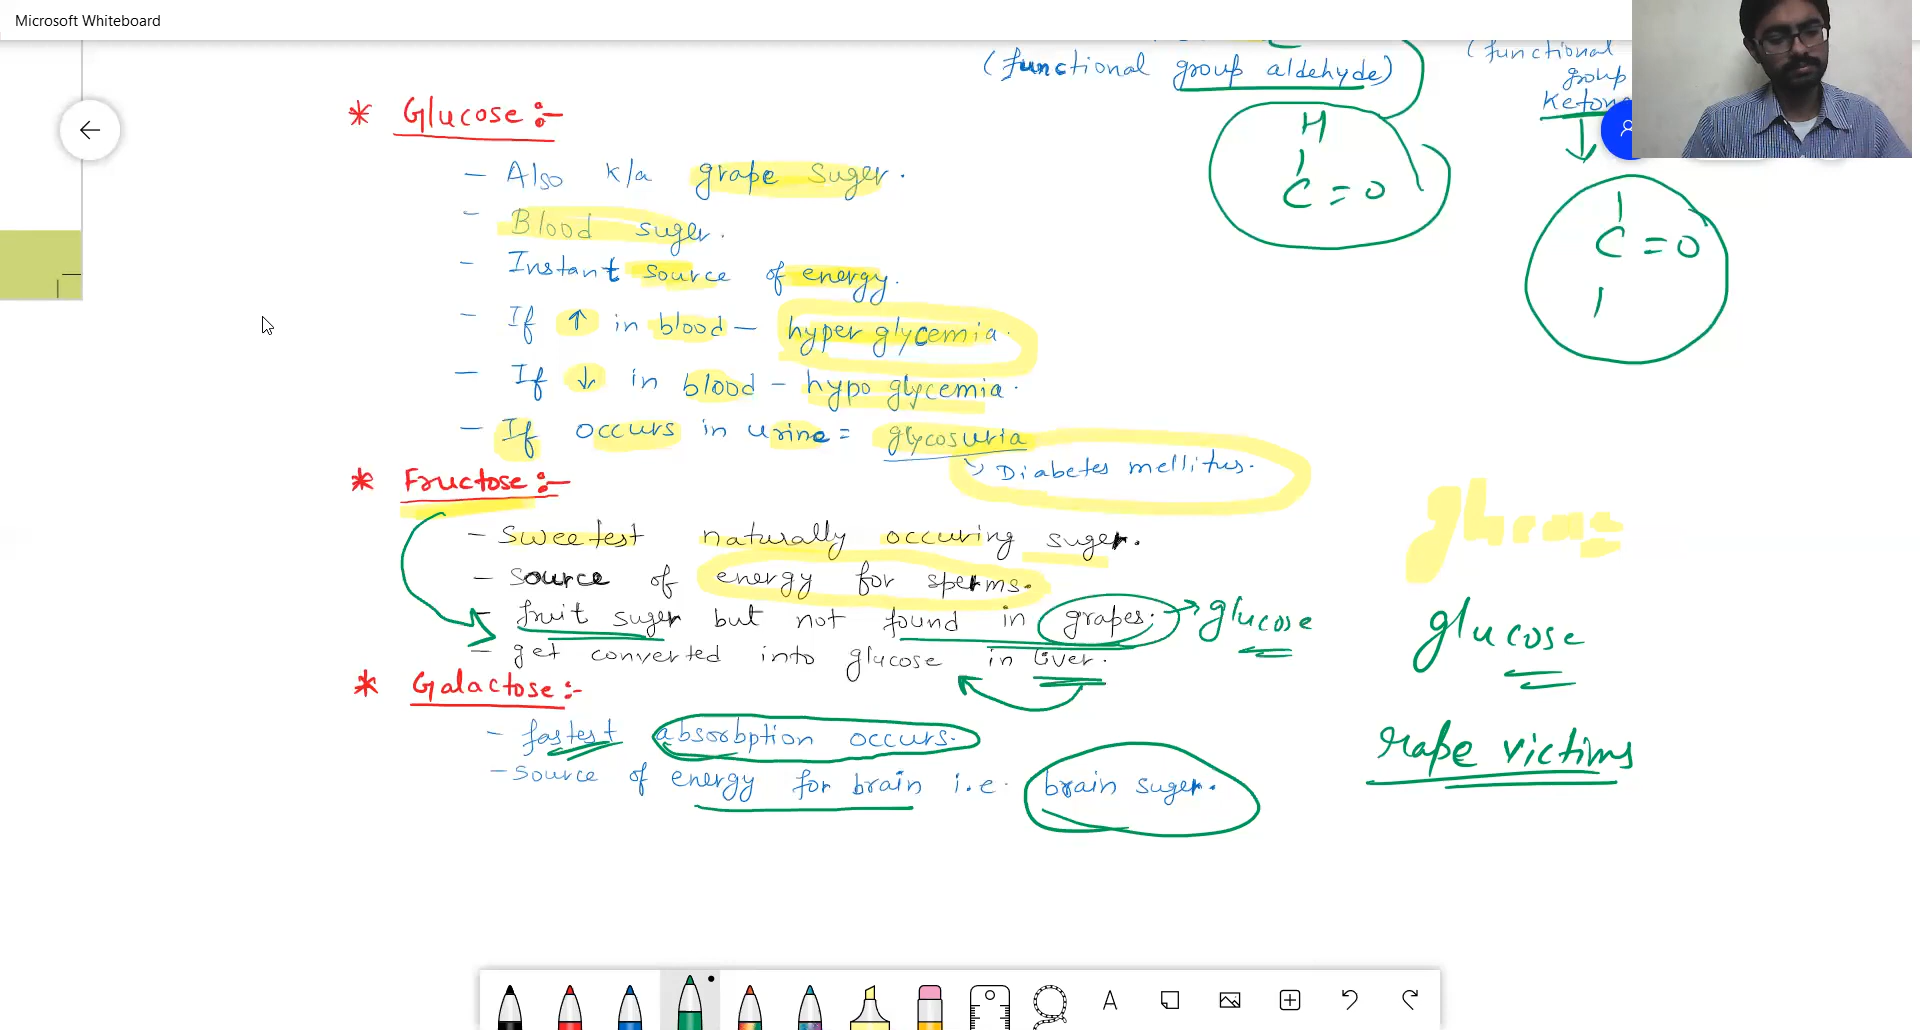 Microsoft Whiteboard
(functional group aldehyde)
(functional
group
H
|
C = O
|
C = O
|
* Glucose :-
- Also k/a grape suger.
- Blood suger.
- Instant source of energy.
- If ↑ in blood - hyper glycemia.
- If ↓ in blood - hypo glycemia.
- If occurs in urine = glycosuria
↘ Diabetes mellitus.
* Fructose :-
- sweetest naturally occuring suger.
- source of energy for sperms.
- fruit suger but not found in grapes. → glucose
- get converted into glucose in liver.
* Galactose :-
- fastest absorbption occurs.
- source of energy for brain i.e. brain suger.
glucose
rape victims
A